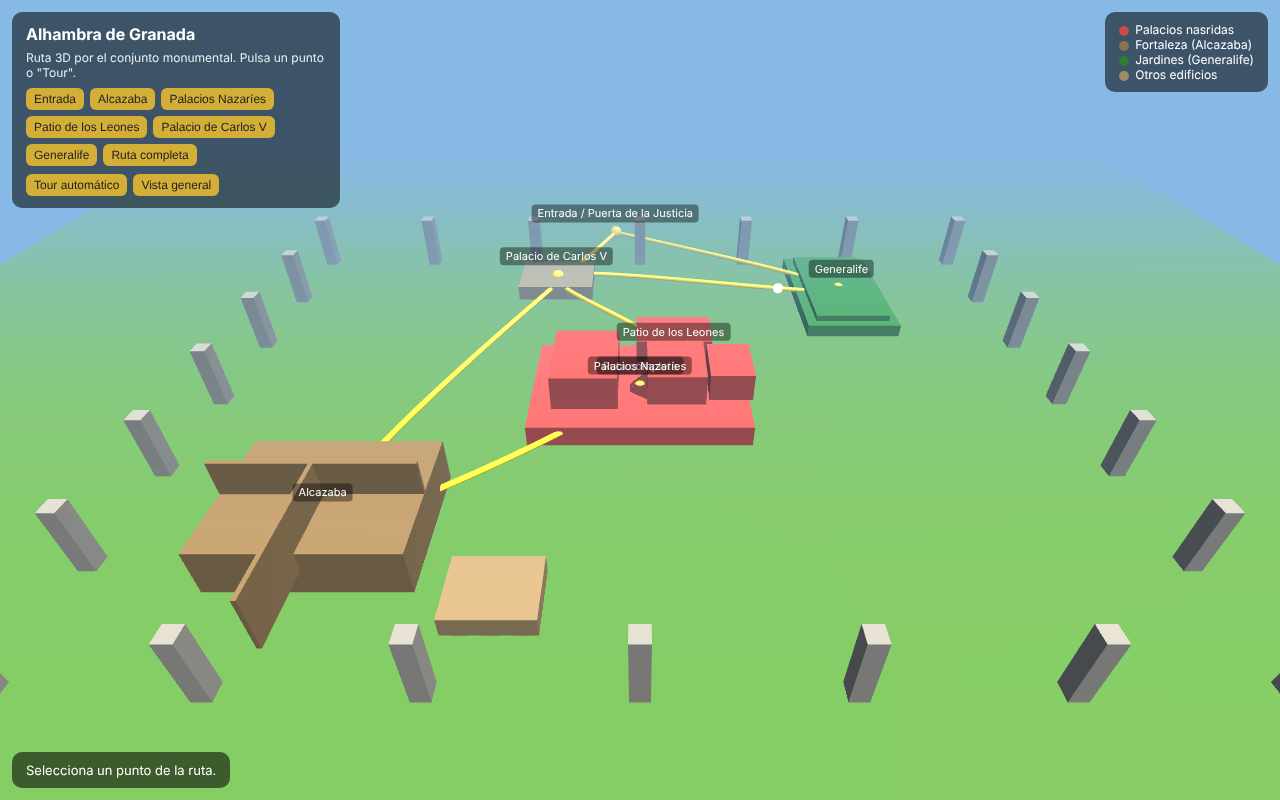 Alhambra de Granada
Ruta 3D por el conjunto monumental. Pulsa un punto
o "Tour".
Entrada
Alcazaba
Palacios Nazaríes
Patio de los Leones
Palacio de Carlos V
Generalife
Ruta completa
Tour automático
Vista general
Palacios nasridas
Fortaleza (Alcazaba)
Jardines (Generalife)
Otros edificios
Entrada / Puerta de la Justicia
Palacio de Carlos V
Generalife
Patio de los Leones
Palacios Nazaríes
Alcazaba
Selecciona un punto de la ruta.